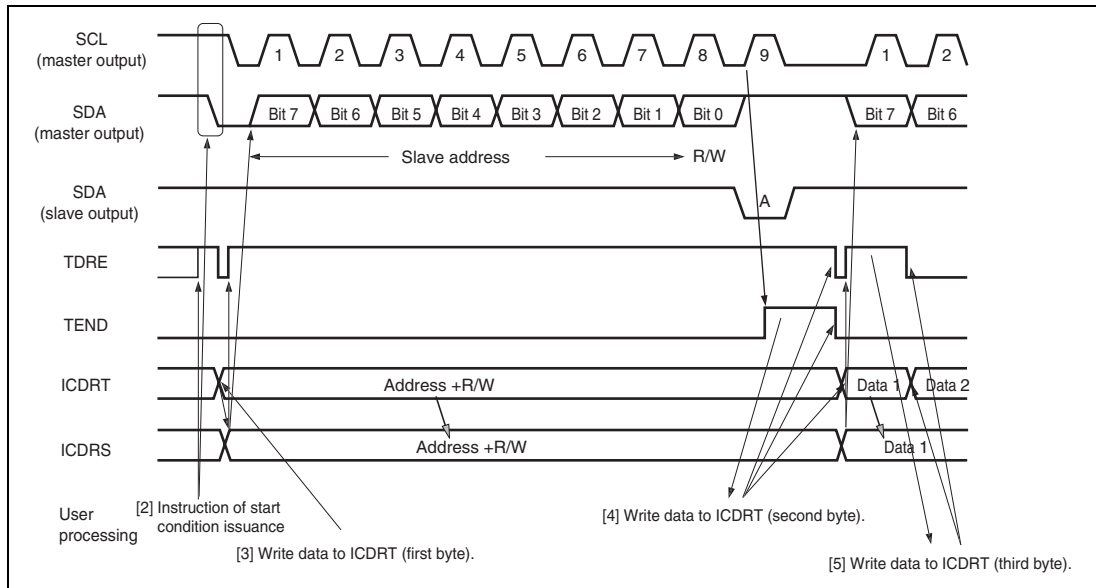 SCL
(master output)
1 2 3 4 5 6 7 8 9 1 2
SDA
(master output)
Bit 7 Bit 6 Bit 5 Bit 4 Bit 3 Bit 2 Bit 1 Bit 0 Bit 7 Bit 6
Slave address R/W
SDA
(slave output)
A
TDRE
TEND
ICDRT
Address +R/W Data 1 Data 2
ICDRS
Address +R/W Data 1
User
processing
[2] Instruction of start
condition issuance
[3] Write data to ICDRT (first byte).
[4] Write data to ICDRT (second byte).
[5] Write data to ICDRT (third byte).